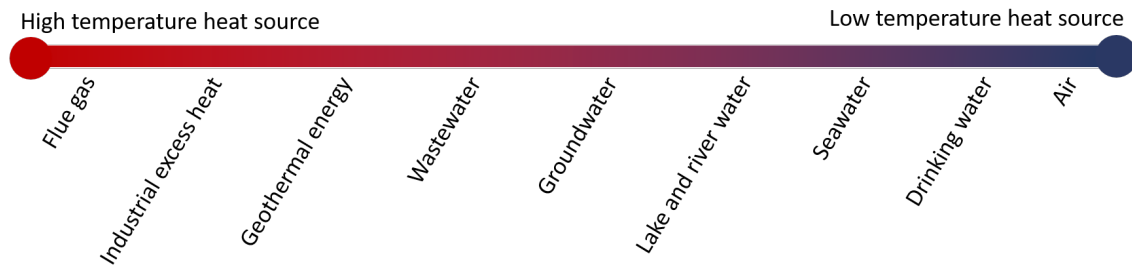 High temperature heat source
Low temperature heat source
Flue gas
Industrial excess heat
Geothermal energy
Wastewater
Groundwater
Lake and river water
Seawater
Drinking water
Air